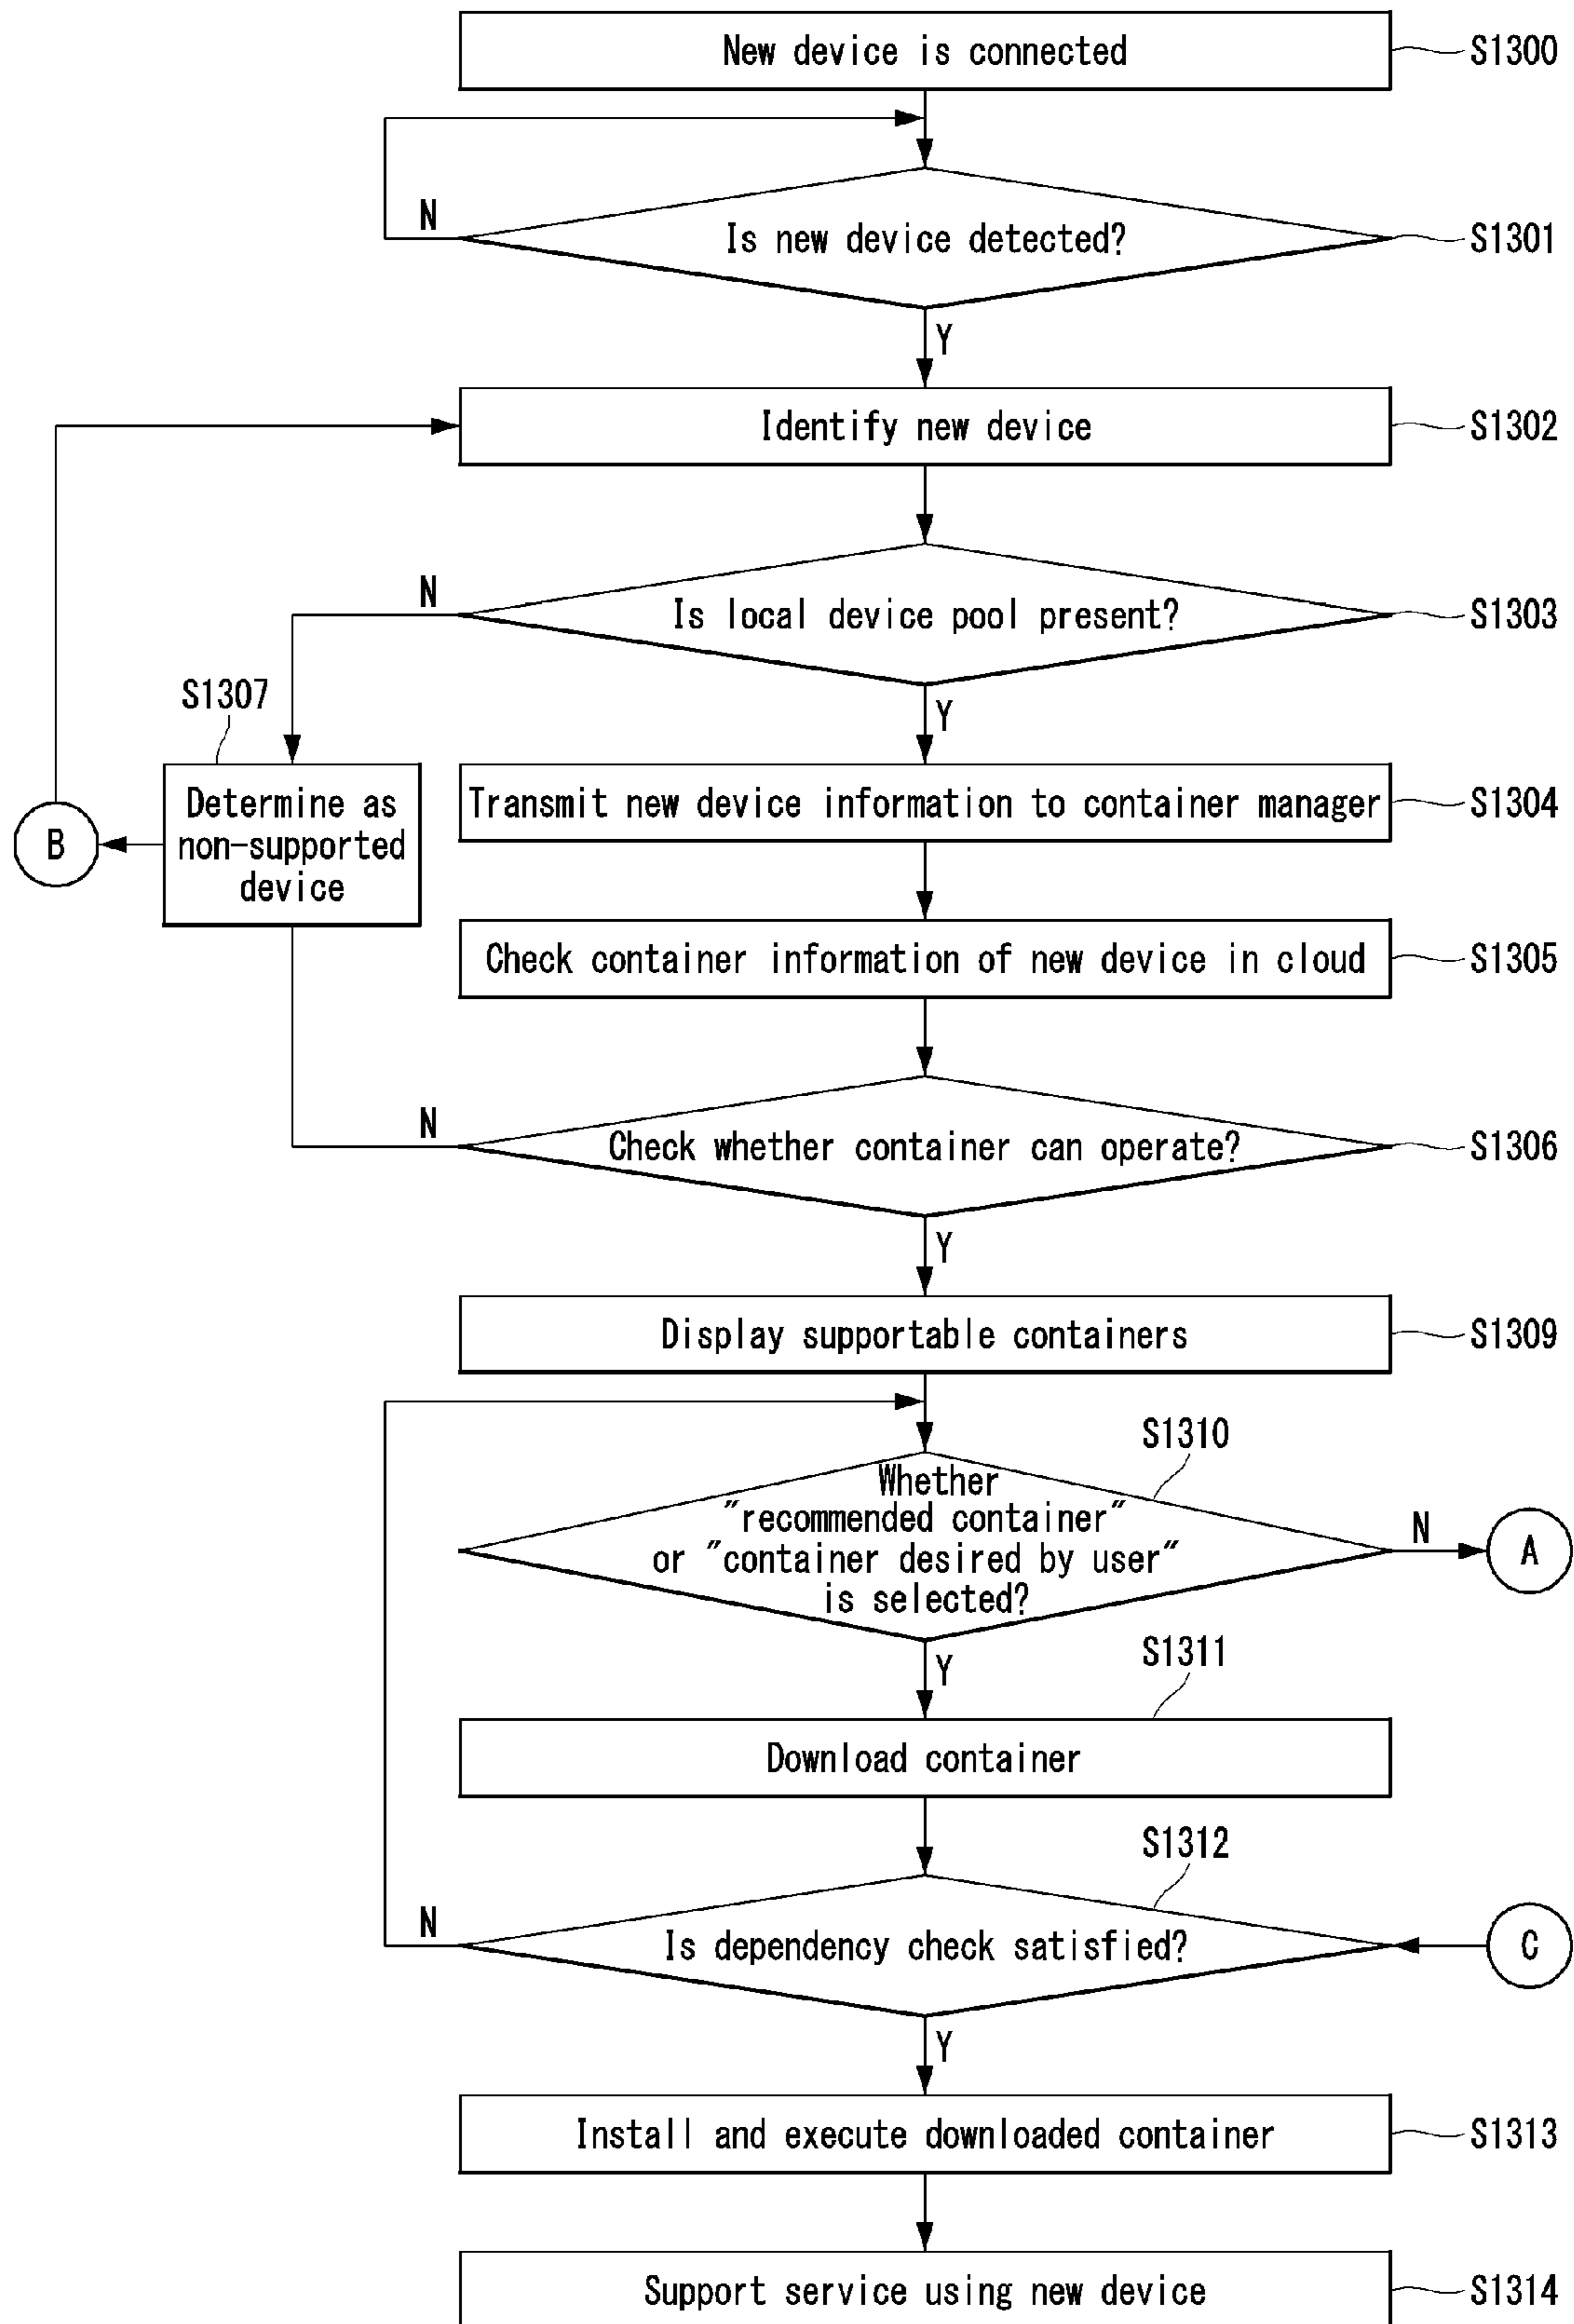 New device is connected
S1300
N
Is new device detected?
S1301
Y
Identify new device
S1302
N
Is local device pool present?
S1303
S1307
Y
Determine as
non-supported
device
B
Transmit new device information to container manager
S1304
Check container information of new device in cloud
S1305
N
Check whether container can operate?
S1306
Y
Display supportable containers
S1309
S1310
Whether
"recommended container"
or "container desired by user"
is selected?
N
A
Y
S1311
Download container
S1312
N
Is dependency check satisfied?
C
Y
Install and execute downloaded container
S1313
Support service using new device
S1314